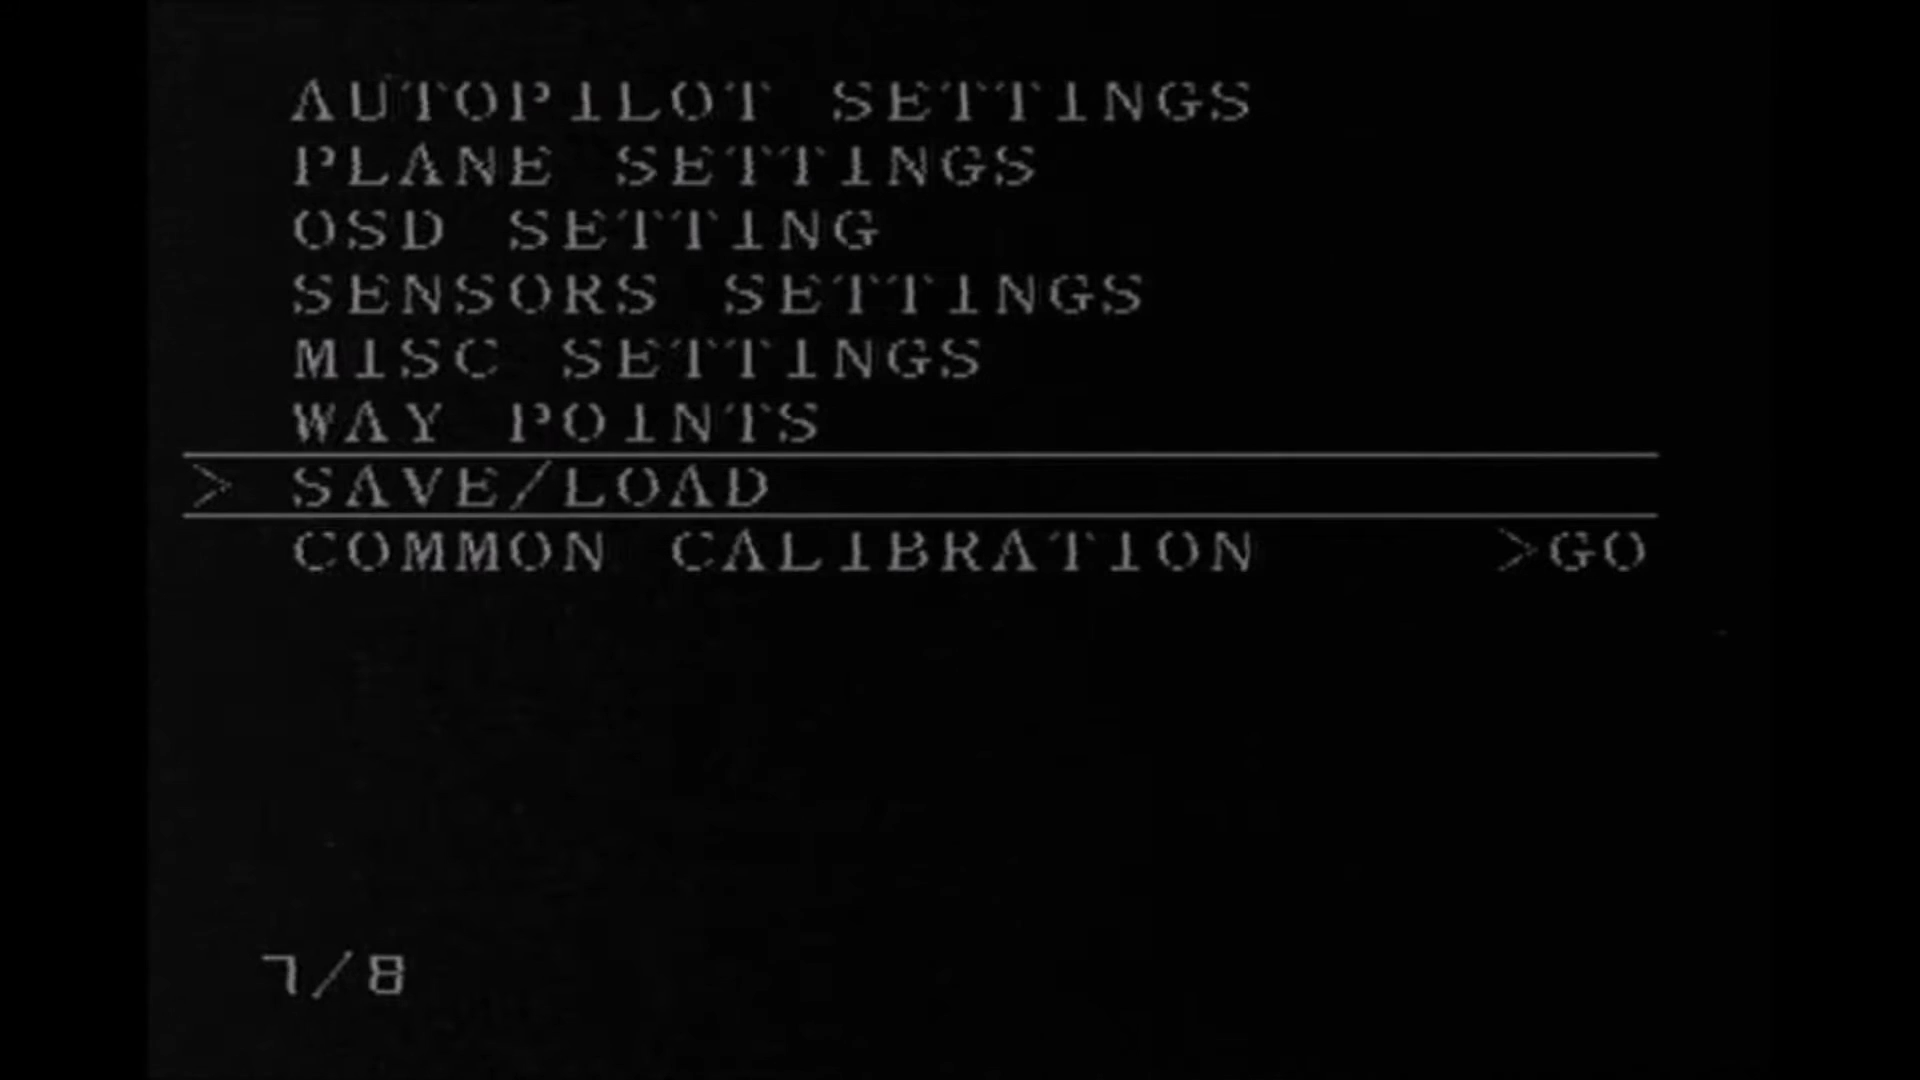 AUTOPILOT SETTINGS
PLANE SETTINGS
OSD SETTING
SENSORS SETTINGS
MISC SETTINGS
WAY POINTS
> SAVE/LOAD
COMMON CALIBRATION >GO
7/8